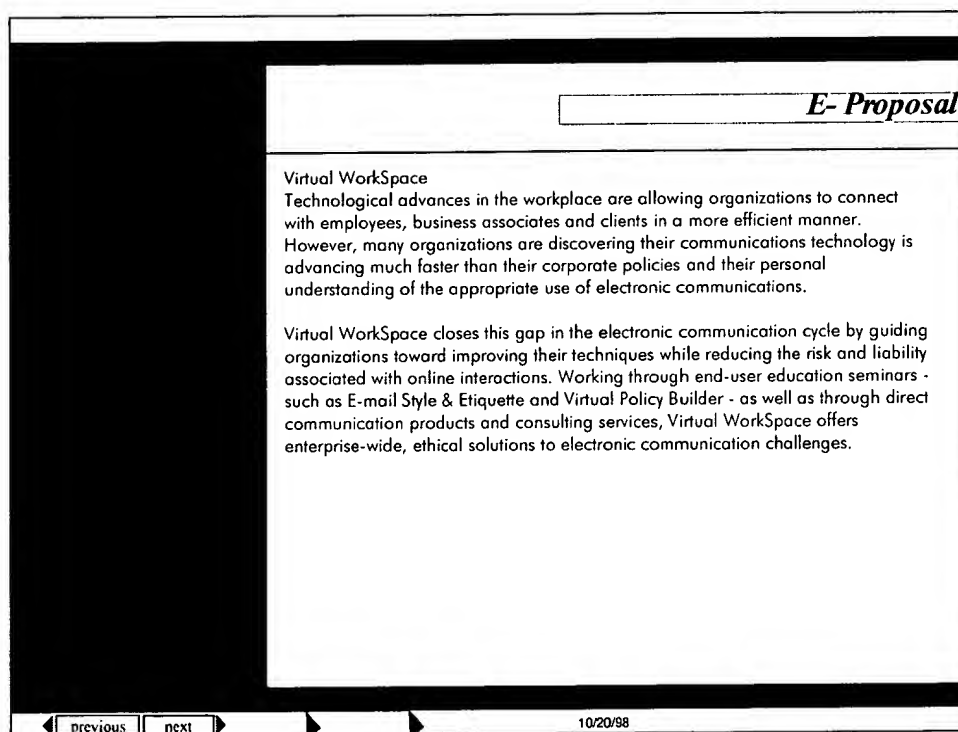 E- Proposal
Virtual WorkSpace
Technological advances in the workplace are allowing organizations to connect
with employees, business associates and clients in a more efficient manner.
However, many organizations are discovering their communications technology is
advancing much faster than their corporate policies and their personal
understanding of the appropriate use of electronic communications.
Virtual WorkSpace closes this gap in the electronic communication cycle by guiding
organizations toward improving their techniques while reducing the risk and liability
associated with online interactions. Working through end-user education seminars -
such as E-mail Style & Etiquette and Virtual Policy Builder - as well as through direct
communication products and consulting services, Virtual WorkSpace offers
enterprise-wide, ethical solutions to electronic communication challenges.
previous next 10/20/98